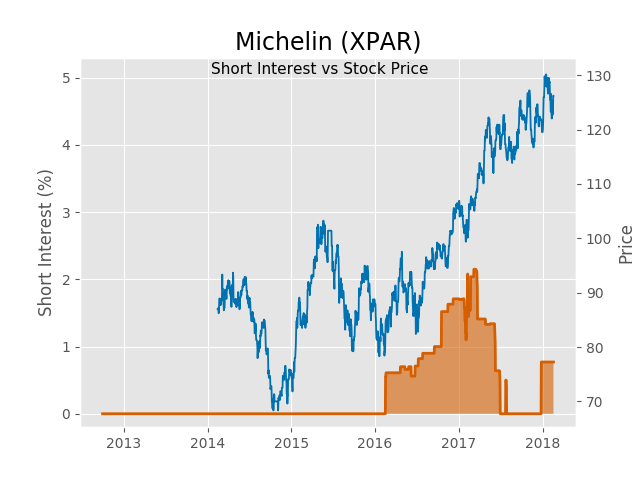 Michelin (XPAR)
Short Interest vs Stock Price
Short Interest (%)
5
4
3
2
1
0
130
120
110
100
90
80
70
Price
2013 2014 2015 2016 2017 2018